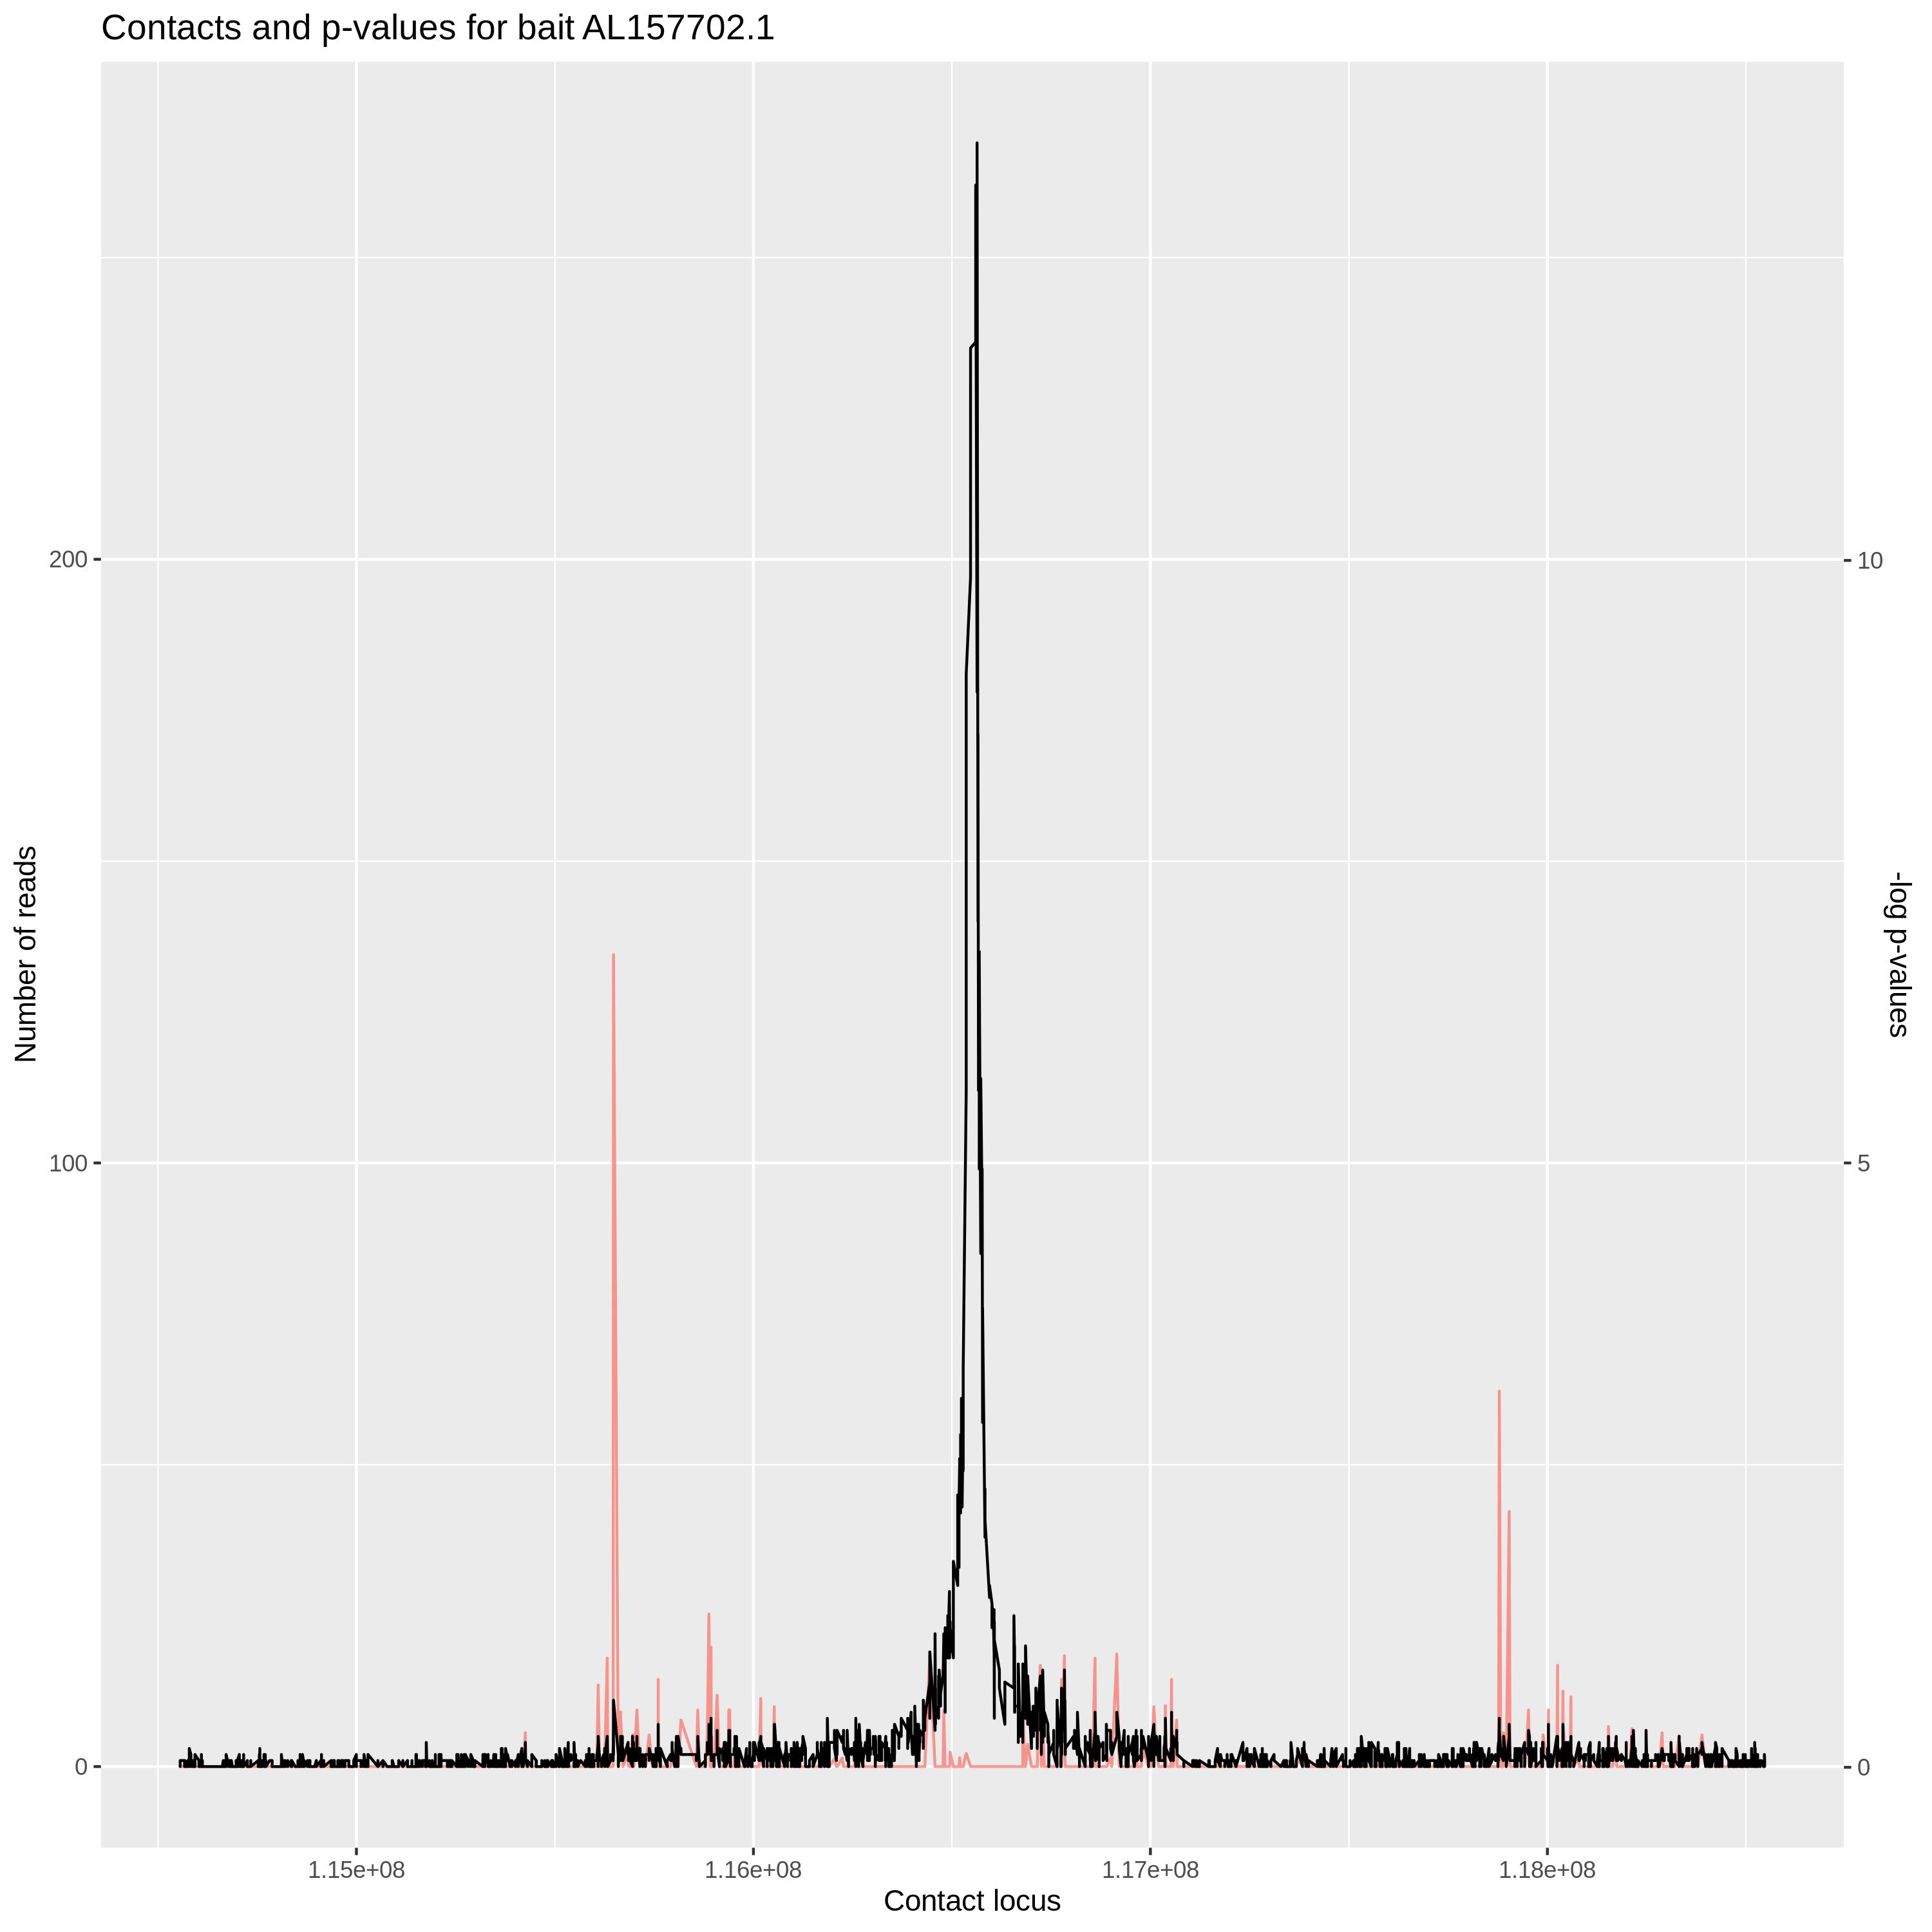 Contacts and p-values for bait AL157702.1
Number of reads
200
100
0
10
5
0
-log p-values
1.15e+08
1.16e+08
1.17e+08
1.18e+08
Contact locus